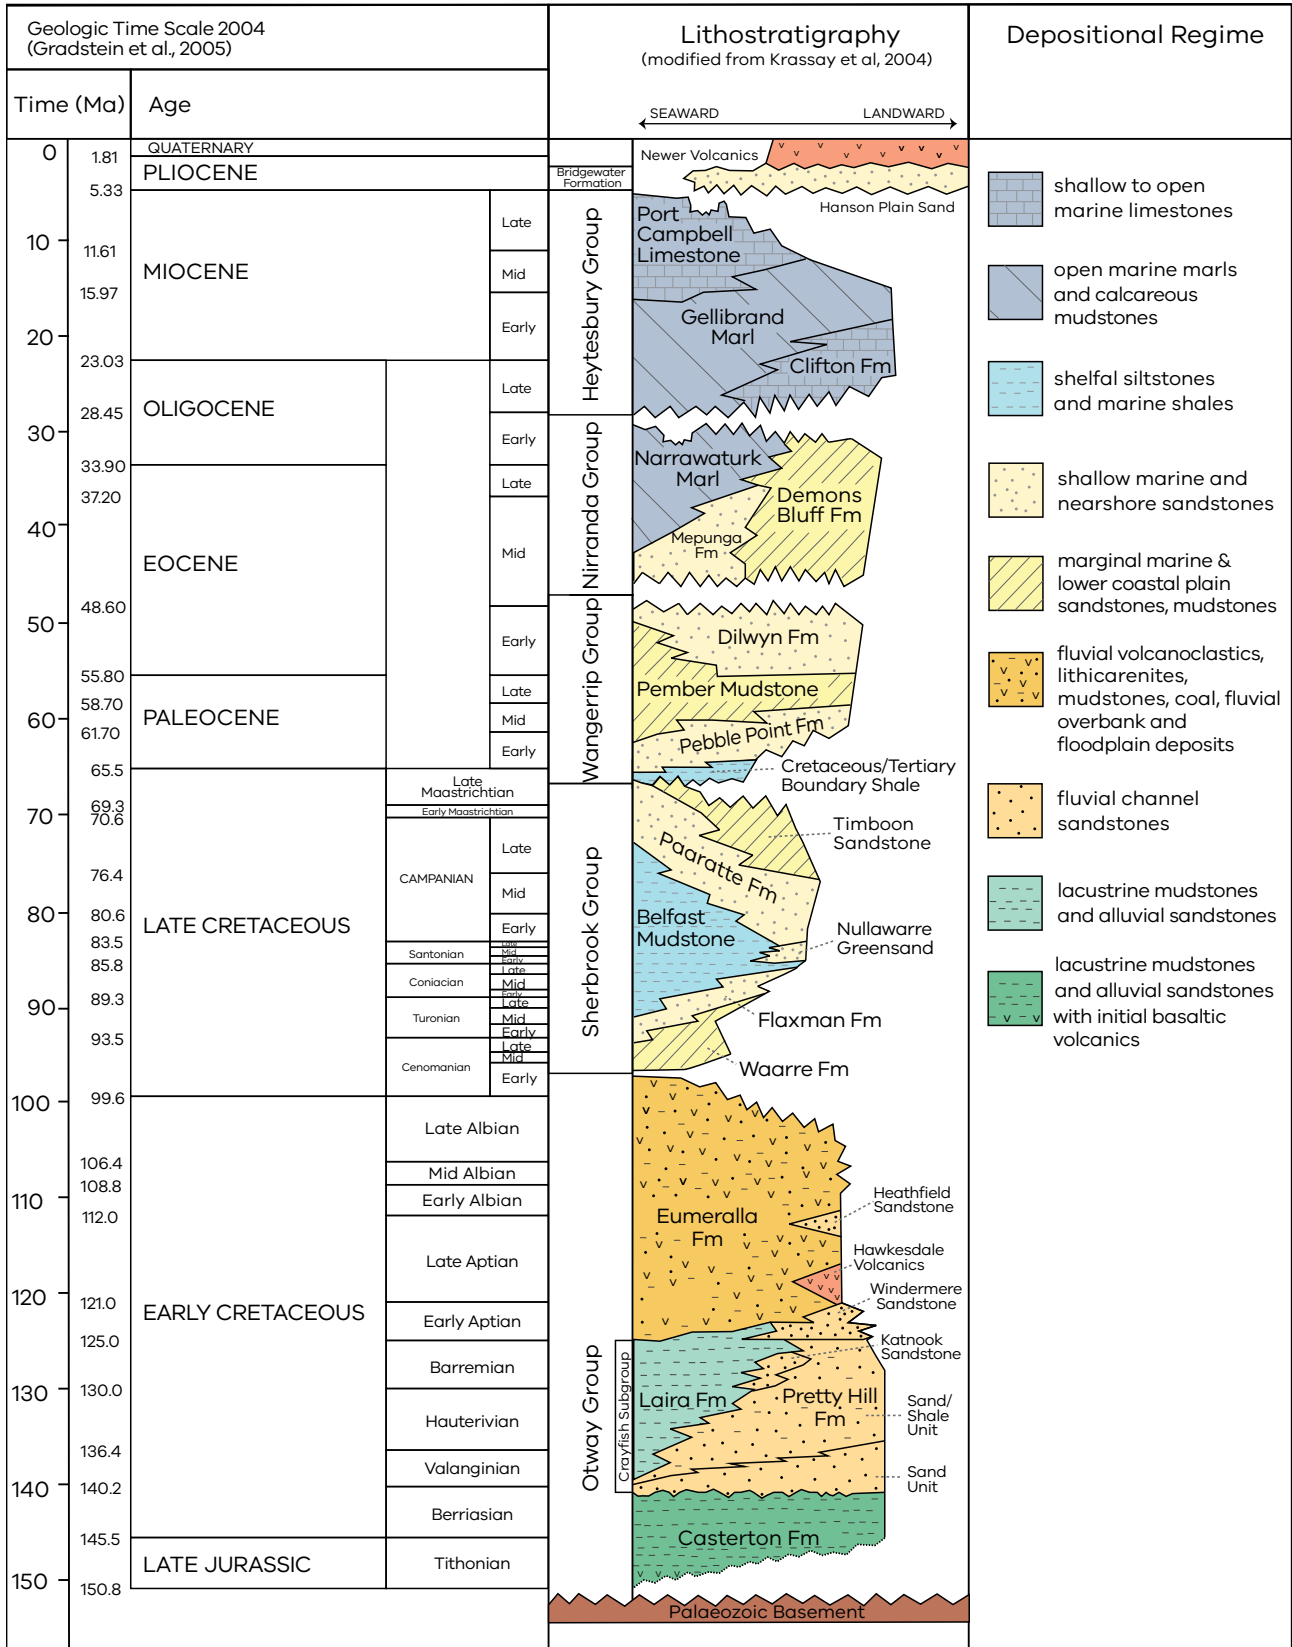 Geologic Time Scale 2004
(Gradstein et al., 2005)
Time (Ma)
Age
Lithostratigraphy
(modified from Krassay et al, 2004)
SEAWARD
LANDWARD
Depositional Regime
0
10
20
30
40
50
60
70
80
90
100
110
120
130
140
150
1.81
5.33
11.61
15.97
23.03
28.45
33.90
37.20
48.60
55.80
58.70
61.70
65.5
69.3
70.6
76.4
80.6
83.5
85.8
89.3
93.5
99.6
106.4
108.8
112.0
121.0
125.0
130.0
136.4
140.2
145.5
150.8
QUATERNARY
PLIOCENE
MIOCENE
Late
Mid
Early
OLIGOCENE
Late
Early
EOCENE
Late
Mid
Early
PALEOCENE
Late
Mid
Early
LATE CRETACEOUS
Late
Maastrichtian
Early Maastrichtian
CAMPANIAN
Late
Mid
Early
Santonian
Late
Mid
Early
Coniacian
Late
Mid
Early
Turonian
Late
Mid
Early
Cenomanian
Late
Mid
Early
EARLY CRETACEOUS
Late Albian
Mid Albian
Early Albian
Late Aptian
Early Aptian
Barremian
Hauterivian
Valanginian
Berriasian
LATE JURASSIC
Tithonian
Bridgewater
Formation
Heytesbury Group
Nirranda Group
Wangerrip Group
Sherbrook Group
Otway Group
Crayfish Subgroup
Newer Volcanics
Hanson Plain Sand
Port
Campbell
Limestone
Gellibrand
Marl
Clifton Fm
Narrawaturk
Marl
Demons
Bluff Fm
Mepunga
Fm
Dilwyn Fm
Pember Mudstone
Pebble Point Fm
Cretaceous/Tertiary
Boundary Shale
Timboon
Sandstone
Paaratte Fm
Belfast
Mudstone
Nullawarre
Greensand
Flaxman Fm
Waarre Fm
Eumeralla
Fm
Heathfield
Sandstone
Hawkesdale
Volcanics
Windermere
Sandstone
Katnook
Sandstone
Laira Fm
Pretty Hill
Fm
Sand/
Shale
Unit
Sand
Unit
Casterton Fm
Palaeozoic Basement
shallow to open
marine limestones
open marine marls
and calcareous
mudstones
shelfal siltstones
and marine shales
shallow marine and
nearshore sandstones
marginal marine &
lower coastal plain
sandstones, mudstones
fluvial volcanoclastics,
lithicarenites,
mudstones, coal, fluvial
overbank and
floodplain deposits
fluvial channel
sandstones
lacustrine mudstones
and alluvial sandstones
lacustrine mudstones
and alluvial sandstones
with initial basaltic
volcanics